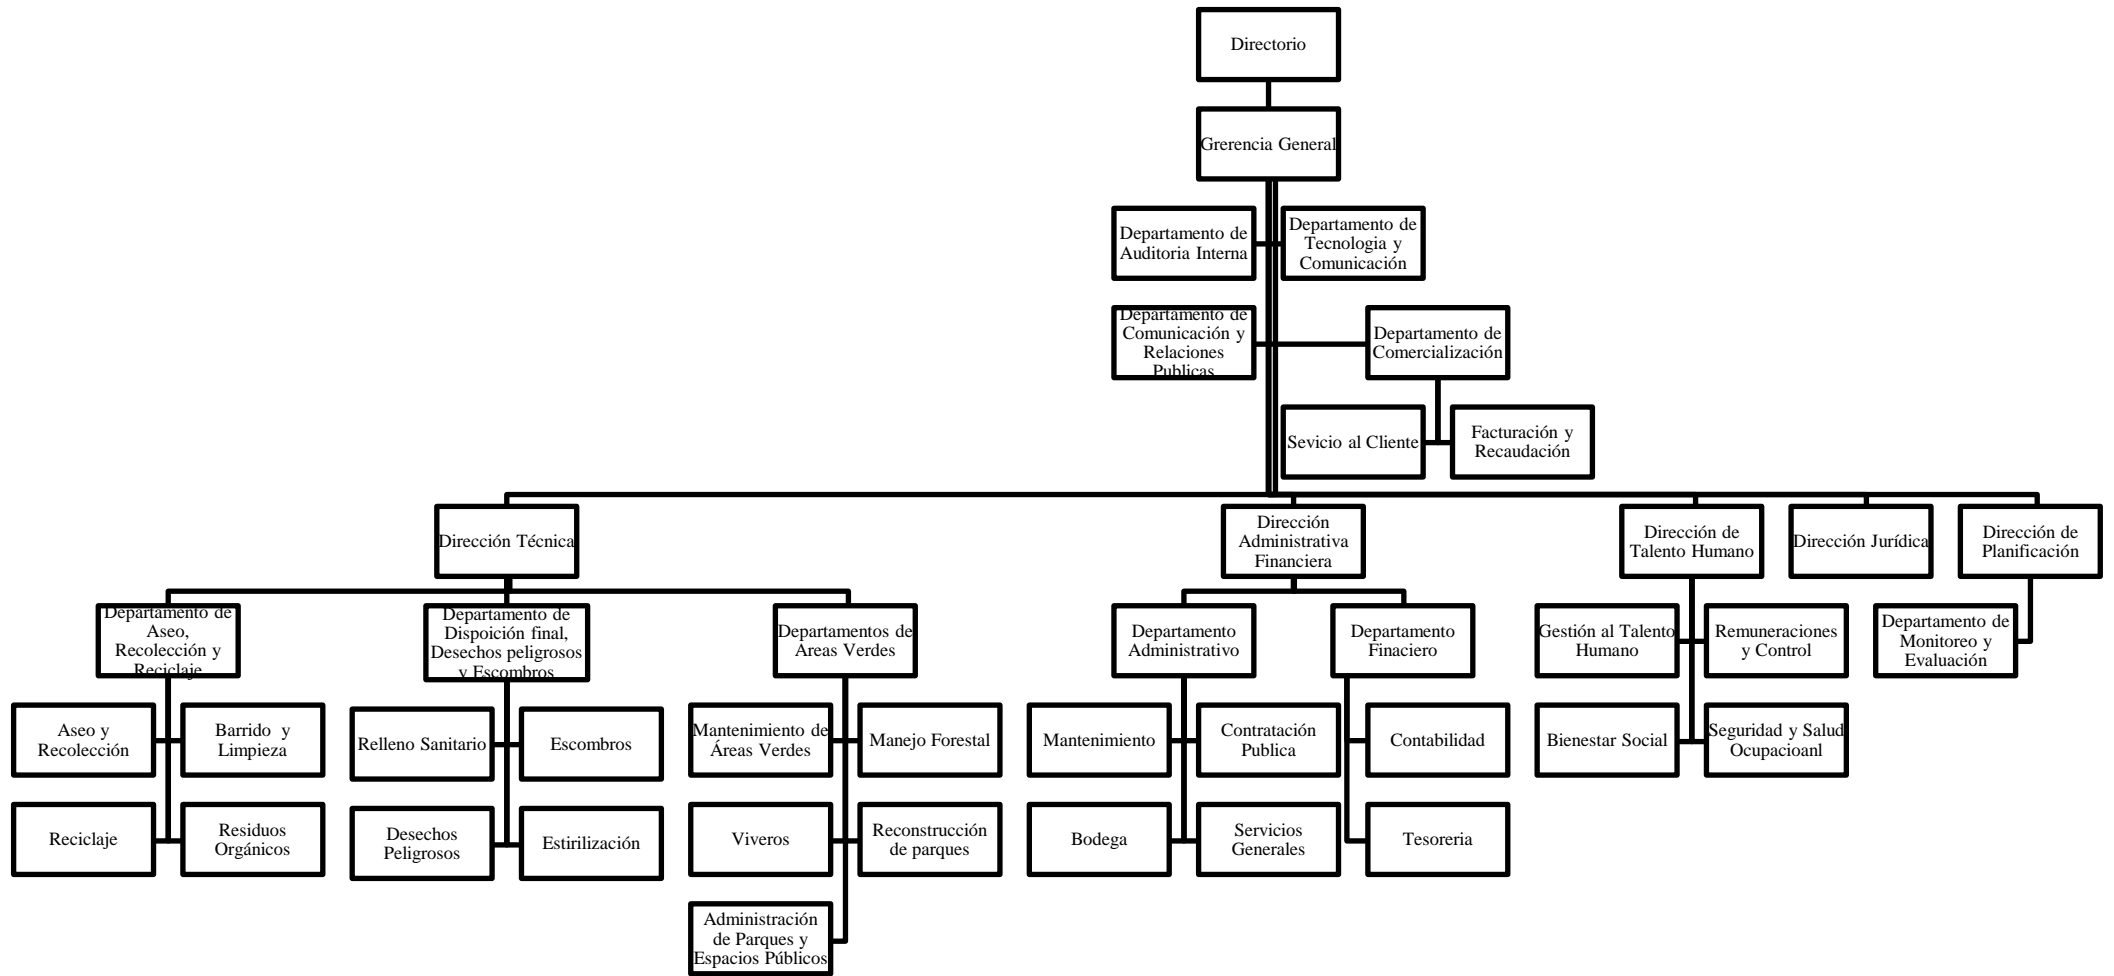 Directorio
Grerencia General
Departamento de
Auditoria Interna
Departamento de
Tecnologia y
Comunicación
Departamento de
Comunicación y
Relaciones
Publicas
Departamento de
Comercialización
Sevicio al Cliente
Facturación y
Recaudación
Dirección Técnica
Dirección
Administrativa
Financiera
Dirección de
Talento Humano
Dirección Jurídica
Dirección de
Planificación
Departamento de
Aseo,
Recolección y
Reciclaje
Departamento de
Dispoición final,
Desechos peligrosos
y Escombros
Departamentos de
Areas Verdes
Departamento
Administrativo
Departamento
Finaciero
Gestión al Talento
Humano
Remuneraciones
y Control
Departamento de
Monitoreo y
Evaluación
Aseo y
Recolección
Barrido y
Limpieza
Relleno Sanitario
Escombros
Mantenimiento de
Áreas Verdes
Manejo Forestal
Mantenimiento
Contratación
Publica
Contabilidad
Bienestar Social
Seguridad y Salud
Ocupacioanl
Reciclaje
Residuos
Orgánicos
Desechos
Peligrosos
Estirilización
Viveros
Reconstrucción
de parques
Bodega
Servicios
Generales
Tesoreria
Administración
de Parques y
Espacios Públicos